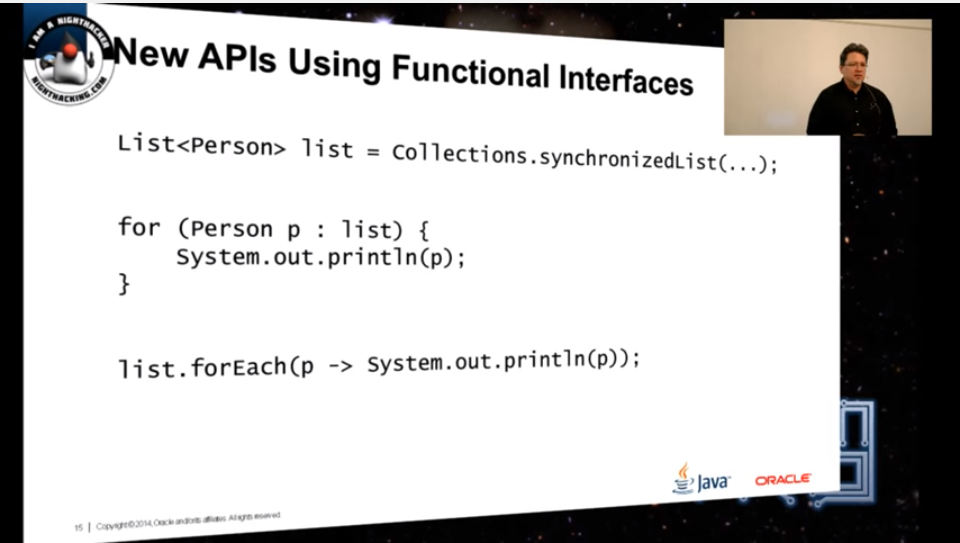 I AM A NIGHTHACKER
NIGHTHACKING.COM
New APIs Using Functional Interfaces
List<Person> list = Collections.synchronizedList(...);
for (Person p : list) {
System.out.println(p);
}
list.forEach(p -> System.out.println(p));
Java™
ORACLE
15 | Copyright © 2014, Oracle and/or its affiliates. All rights reserved.